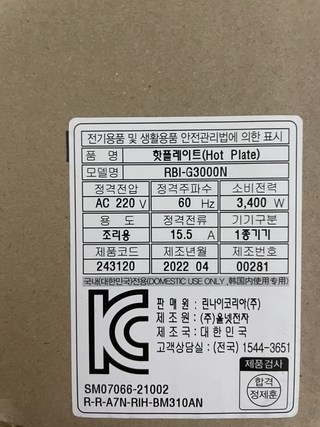 전기용품 및 생활용품 안전관리법에 의한 표시
품 명 핫플레이트(Hot Plate)
모델명 RBI-G3000N
정격전압 정격주파수 소비전력
AC 220 V 60 Hz 3,400 W
용 도 정격전류 기기구분
조리용 15.5 A 1종기기
제품코드 제조년월 제조번호
243120 2022 04 00281
국내(대한민국)전용(DOMESTIC USE ONLY ,韩国内使用专用)
판 매 원 : 린나이코리아(주)
제 조 원 : (주)올넷전자
제 조 국 : 대 한 민 국
고객상담실 : (전국) 1544-3651
SM07066-21002
R-R-A7N-RIH-BM310AN
제품검사
합격
정제훈